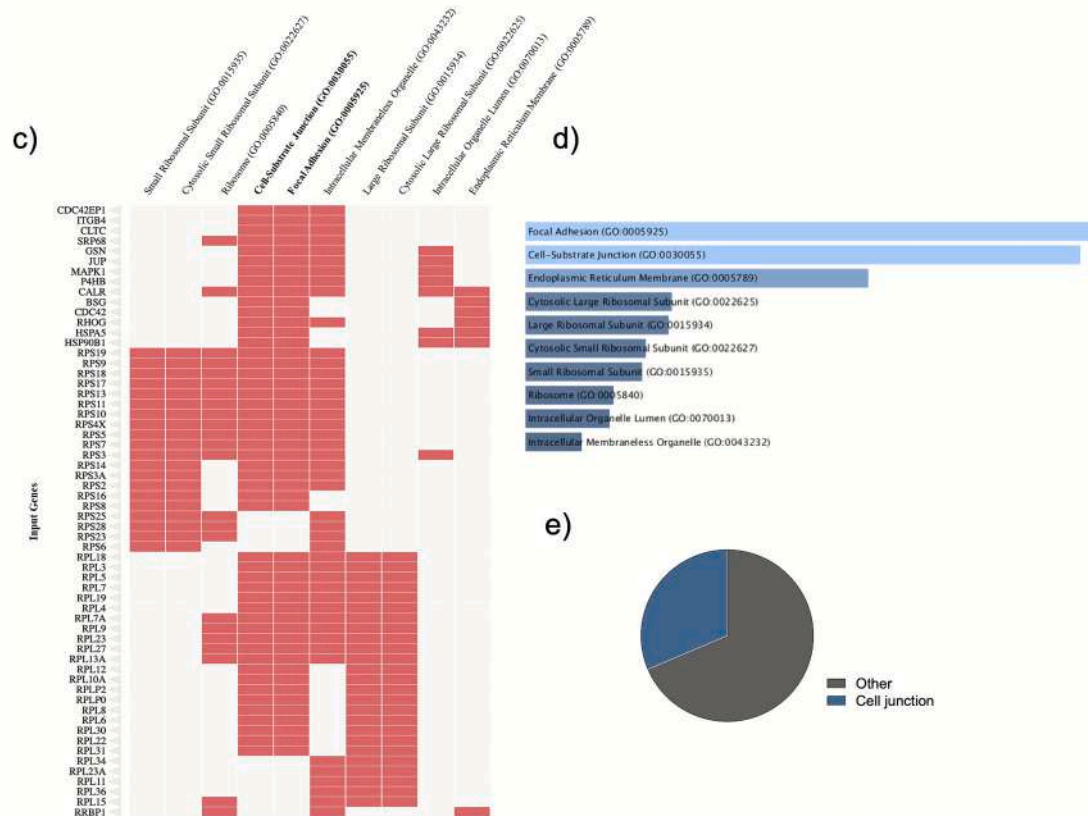 c)
Small Ribosomal Subunit (GO:0015935)
Cytosolic Small Ribosomal Subunit (GO:0022627)
Ribosome (GO:0005840)
Cell-Substrate Junction (GO:0030055)
Focal Adhesion (GO:0005925)
Intracellular Membraneless Organelle (GO:0043232)
Large Ribosomal Subunit (GO:0015934)
Cytosolic Large Ribosomal Subunit (GO:0022625)
Intracellular Organelle Lumen (GO:0070013)
Endoplasmic Reticulum Membrane (GO:0005789)
Input Genes
CDC42EP1
ITGB4
CLTC
SRP68
GSN
JUP
MAPK1
P4HB
CALR
BSG
CDC42
RHOG
HSPA5
HSP90B1
RPS19
RPS9
RPS18
RPS17
RPS13
RPS11
RPS10
RPS4X
RPS5
RPS7
RPS3
RPS14
RPS3A
RPS2
RPS16
RPS8
RPS25
RPS28
RPS23
RPS6
RPL18
RPL3
RPL5
RPL7
RPL19
RPL4
RPL7A
RPL9
RPL23
RPL27
RPL13A
RPL12
RPL10A
RPLP2
RPLP0
RPL8
RPL6
RPL30
RPL22
RPL31
RPL34
RPL23A
RPL11
RPL36
RPL15
RRBP1
d)
Focal Adhesion (GO:0005925)
Cell-Substrate Junction (GO:0030055)
Endoplasmic Reticulum Membrane (GO:0005789)
Cytosolic Large Ribosomal Subunit (GO:0022625)
Large Ribosomal Subunit (GO:0015934)
Cytosolic Small Ribosomal Subunit (GO:0022627)
Small Ribosomal Subunit (GO:0015935)
Ribosome (GO:0005840)
Intracellular Organelle Lumen (GO:0070013)
Intracellular Membraneless Organelle (GO:0043232)
e)
Other
Cell junction